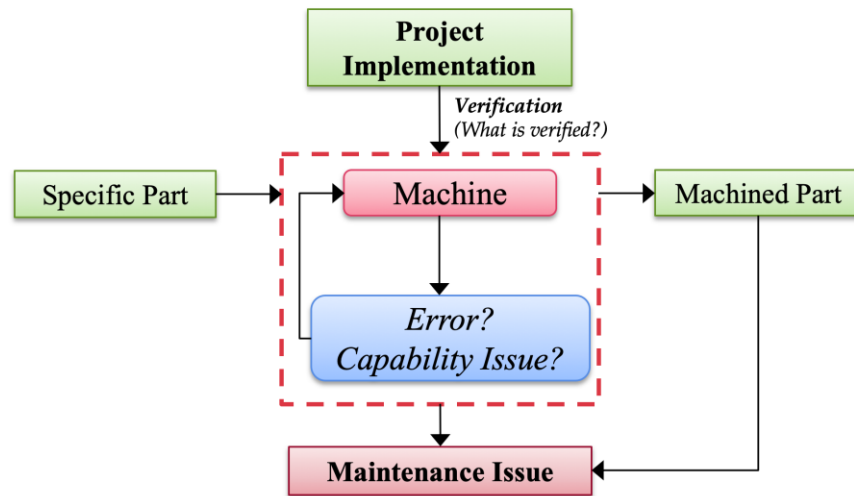 Project
Implementation
Verification
(What is verified?)
Specific Part
Machine
Machined Part
Error?
Capability Issue?
Maintenance Issue